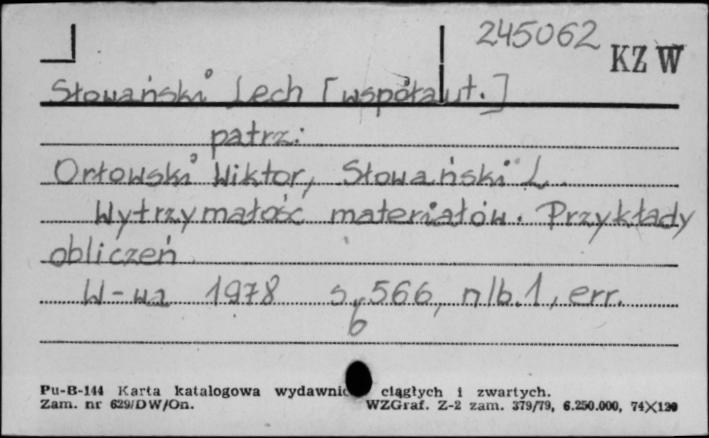 245062
KZ W
Słowański Lech [współaut.]
patrz:
Orłowski Wiktor, Słowański L.
Wytrzymałość materiałów. Przykłady
obliczeń
W-wa 1978 s. 566, nlb. 1, err.
6
Pu-B-144 Karta katalogowa wydawnic ciągłych i zwartych.
Zam. nr 629/DW/On. WZGraf. Z-2 zam. 379/79, 6.250.000, 74X120